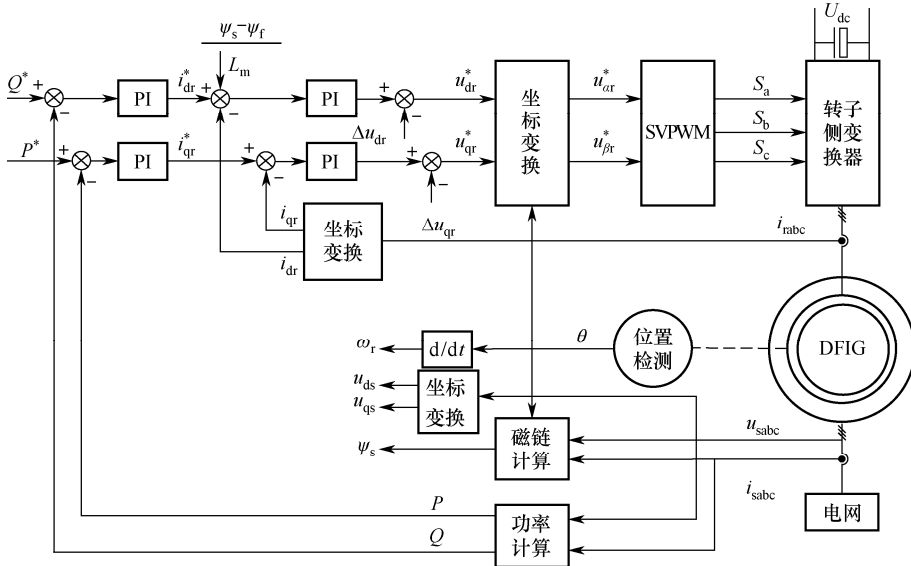 ψs−ψf
Lm
Udc
Q* + − PI i*dr + − PI + − u*dr
坐标变换
u*αr
SVPWM
Sa
Sb
Sc
转子侧变换器
P* + − PI i*qr + − PI Δudr + − u*qr
u*βr
iqr
idr
坐标变换
Δuqr
irabc
ωr
d/dt
θ
位置检测
DFIG
uds
uqs
坐标变换
ψs
磁链计算
usabc
isabc
P
Q
功率计算
电网